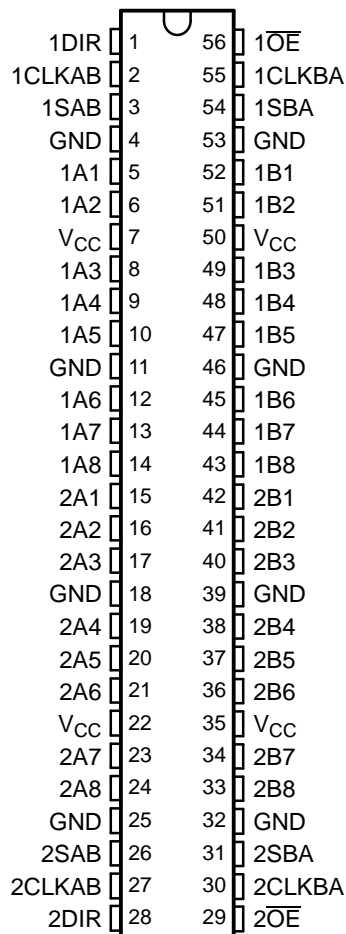 1DIR 1 56 1O̅E̅
1CLKAB 2 55 1CLKBA
1SAB 3 54 1SBA
GND 4 53 GND
1A1 5 52 1B1
1A2 6 51 1B2
VCC 7 50 VCC
1A3 8 49 1B3
1A4 9 48 1B4
1A5 10 47 1B5
GND 11 46 GND
1A6 12 45 1B6
1A7 13 44 1B7
1A8 14 43 1B8
2A1 15 42 2B1
2A2 16 41 2B2
2A3 17 40 2B3
GND 18 39 GND
2A4 19 38 2B4
2A5 20 37 2B5
2A6 21 36 2B6
VCC 22 35 VCC
2A7 23 34 2B7
2A8 24 33 2B8
GND 25 32 GND
2SAB 26 31 2SBA
2CLKAB 27 30 2CLKBA
2DIR 28 29 2O̅E̅